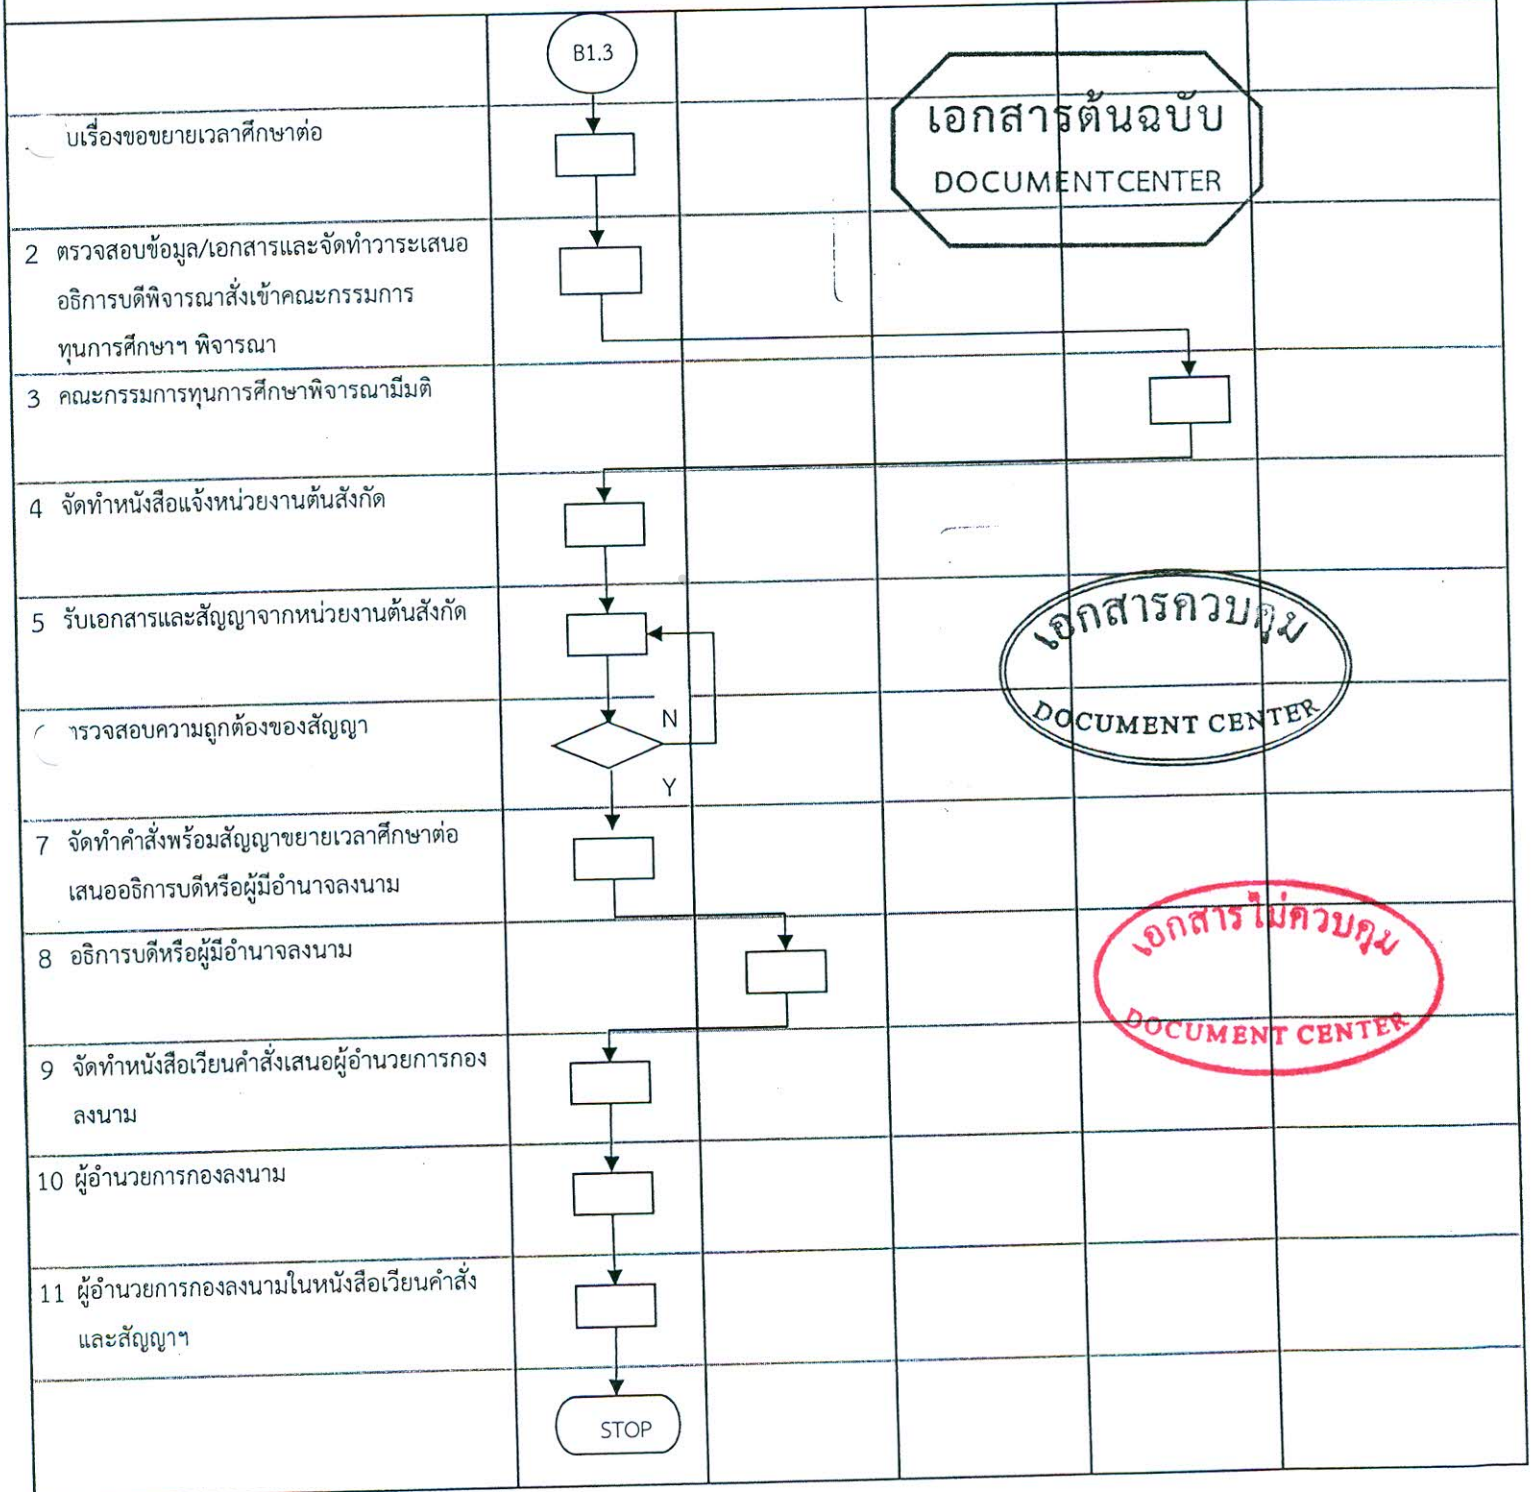 B1.3
เอกสารต้นฉบับ
DOCUMENTCENTER
บเรื่องขอขยายเวลาศึกษาต่อ
2 ตรวจสอบข้อมูล/เอกสารและจัดทำวาระเสนอ
อธิการบดีพิจารณาสั่งเข้าคณะกรรมการ
ทุนการศึกษาฯ พิจารณา
3 คณะกรรมการทุนการศึกษาพิจารณามีมติ
4 จัดทำหนังสือแจ้งหน่วยงานต้นสังกัด
5 รับเอกสารและสัญญาจากหน่วยงานต้นสังกัด
เอกสารควบคุม
DOCUMENT CENTER
รวจสอบความถูกต้องของสัญญา
N
Y
7 จัดทำคำสั่งพร้อมสัญญาขยายเวลาศึกษาต่อ
เสนออธิการบดีหรือผู้มีอำนาจลงนาม
เอกสารไม่ควบคุม
DOCUMENT CENTER
8 อธิการบดีหรือผู้มีอำนาจลงนาม
9 จัดทำหนังสือเวียนคำสั่งเสนอผู้อำนวยการกอง
ลงนาม
10 ผู้อำนวยการกองลงนาม
11 ผู้อำนวยการกองลงนามในหนังสือเวียนคำสั่ง
และสัญญาฯ
STOP